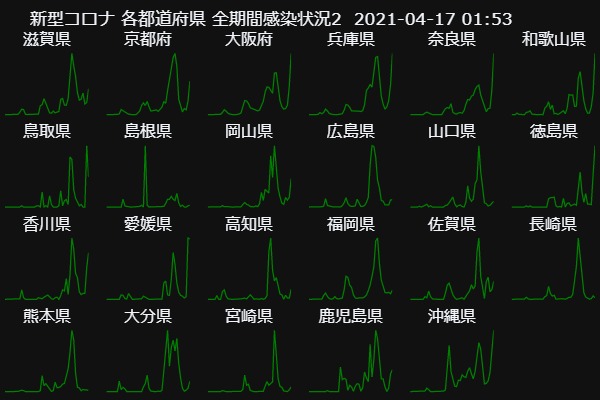 新型コロナ 各都道府県 全期間感染状況2 2021-04-17 01:53
滋賀県 京都府 大阪府 兵庫県 奈良県 和歌山県
鳥取県 島根県 岡山県 広島県 山口県 徳島県
香川県 愛媛県 高知県 福岡県 佐賀県 長崎県
熊本県 大分県 宮崎県 鹿児島県 沖縄県